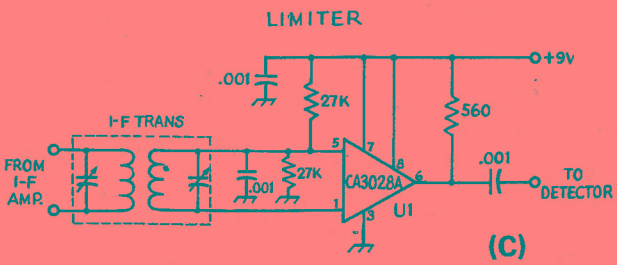 LIMITER
+9V
.001
27K
560
I-F TRANS
5
7
8
.001
FROM
I-F
AMP.
.001
27K
CA3028A
6
TO
DETECTOR
1
3
U1
(C)